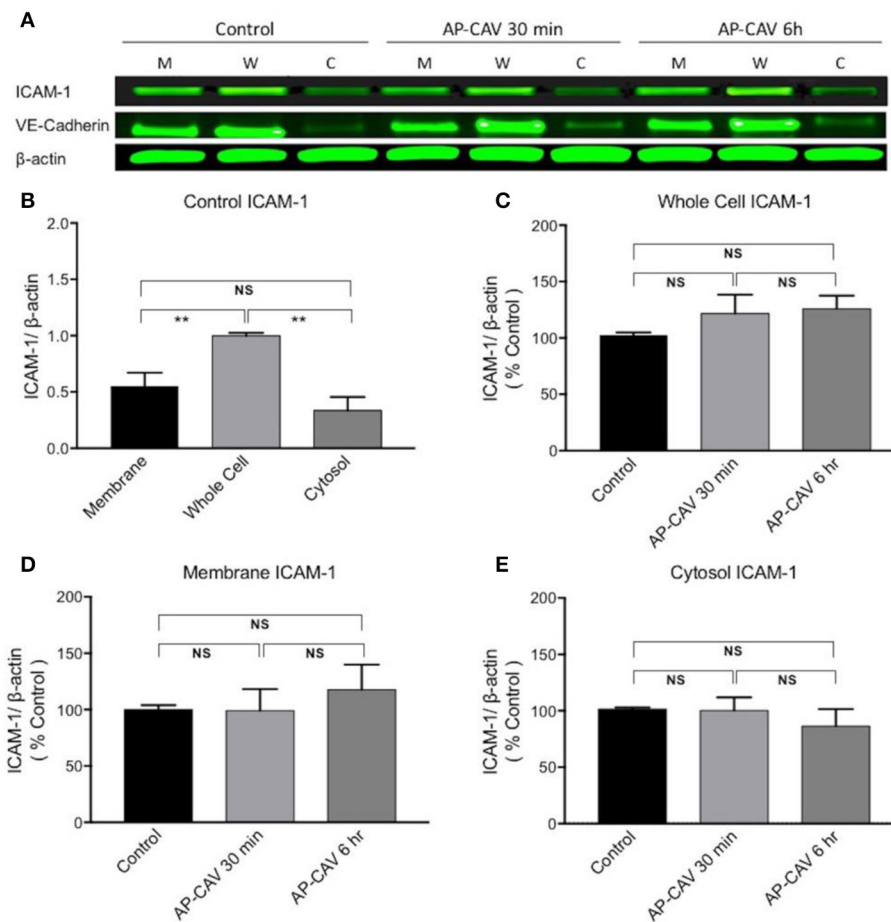 A
Control AP-CAV 30 min AP-CAV 6h
M W C M W C M W C
ICAM-1
VE-Cadherin
β-actin
B
Control ICAM-1
ICAM-1/ β-actin
2.0
1.5
1.0
0.5
0.0
NS
** **
Membrane
Whole Cell
Cytosol
C
Whole Cell ICAM-1
ICAM-1/ β-actin
( % Control )
200
150
100
50
0
NS
NS NS
Control
AP-CAV 30 min
AP-CAV 6 hr
D
Membrane ICAM-1
ICAM-1/ β-actin
( % Control )
200
150
100
50
0
NS
NS NS
Control
AP-CAV 30 min
AP-CAV 6 hr
E
Cytosol ICAM-1
ICAM-1/ β-actin
( % Control )
200
150
100
50
0
NS
NS NS
Control
AP-CAV 30 min
AP-CAV 6 hr